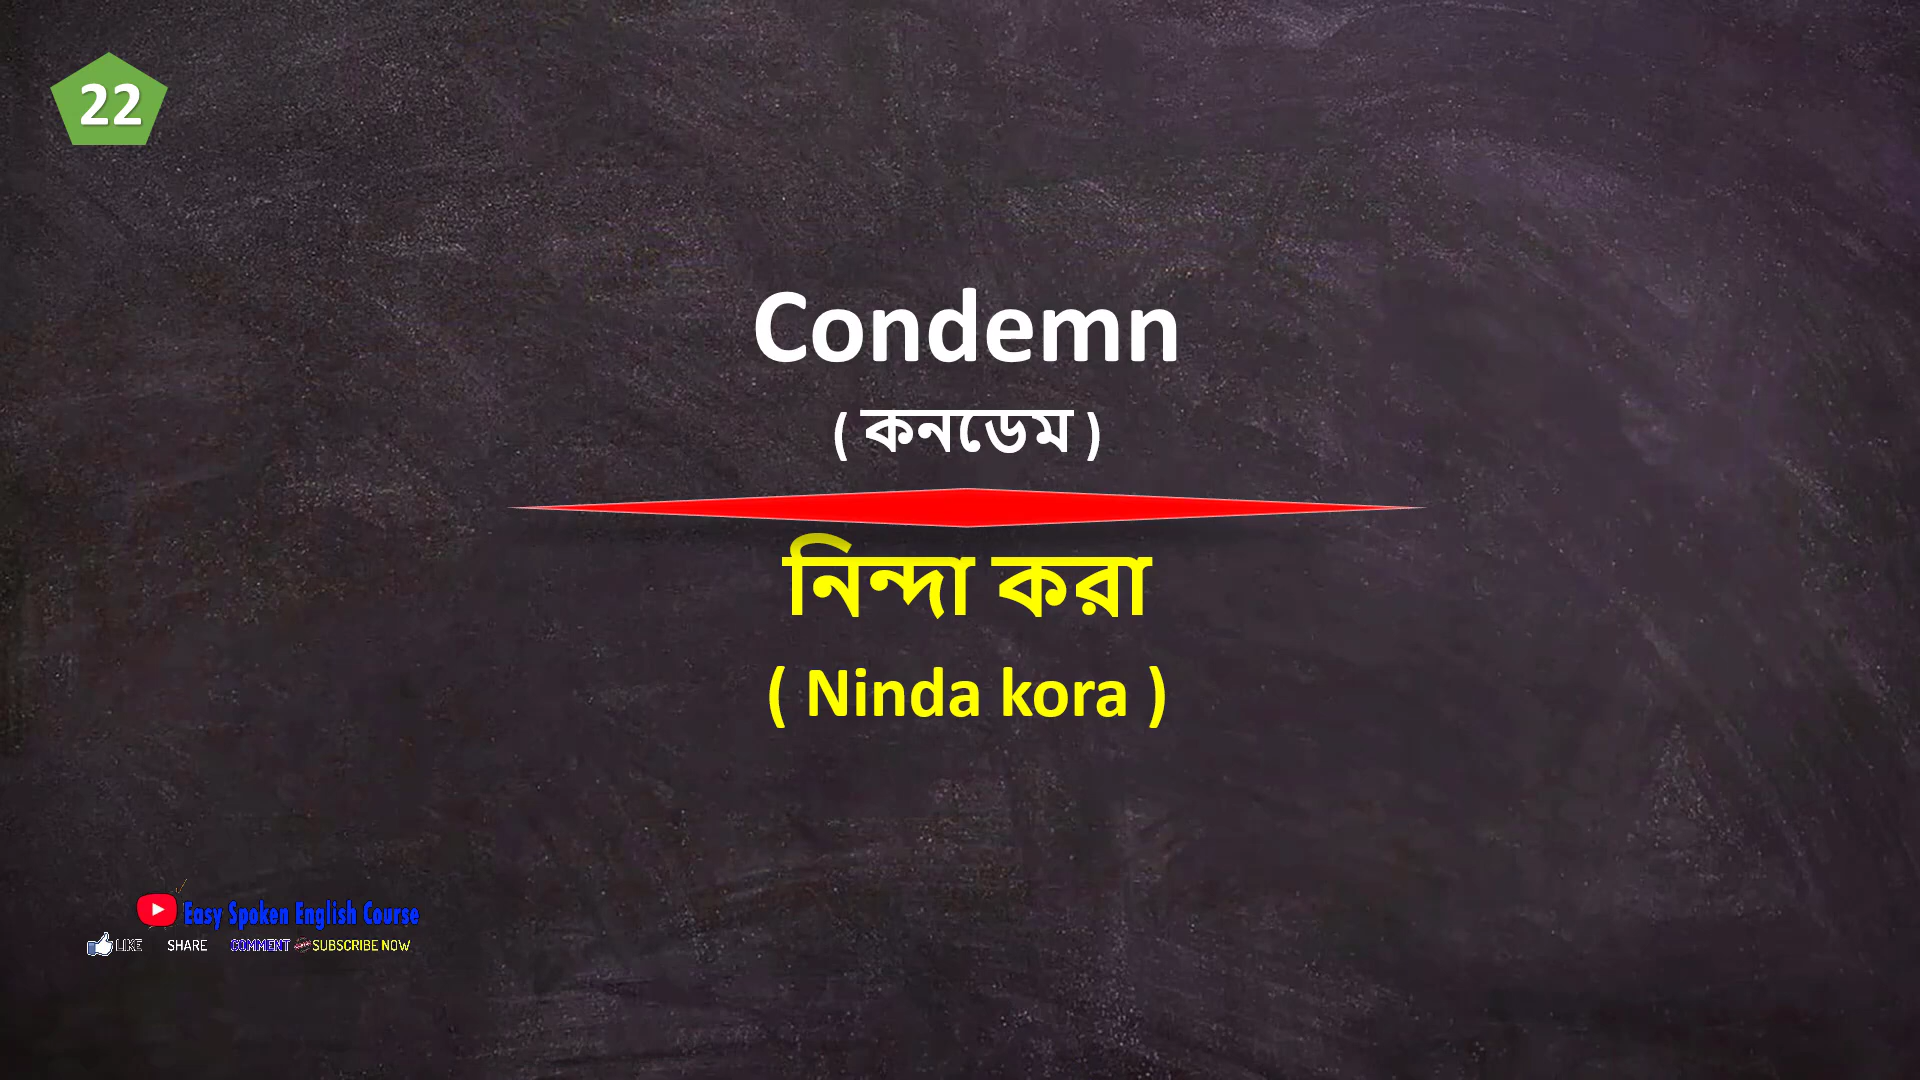 22
Condemn
( কনডেম )
নিন্দা করা
( Ninda kora )
Easy Spoken English Course
LIKE SHARE COMMENT SUBSCRIBE NOW